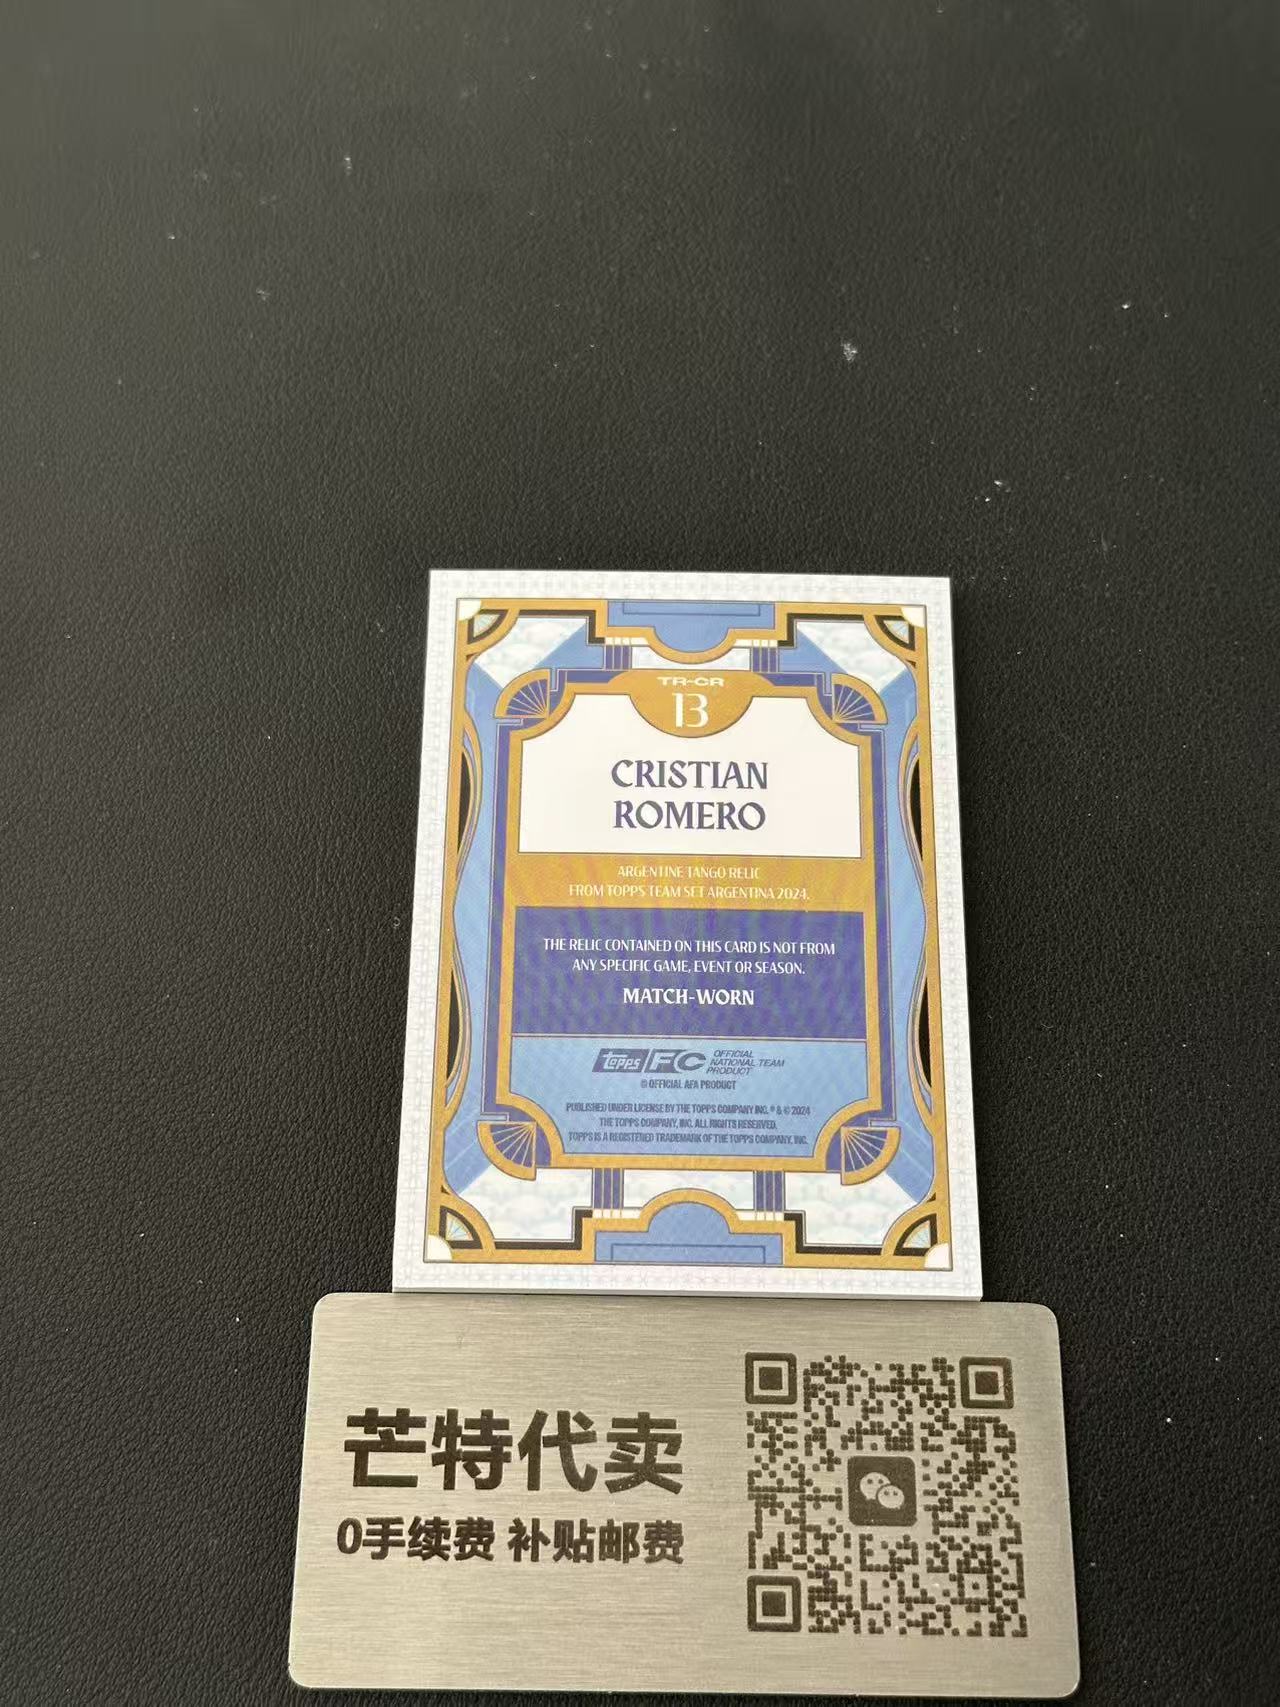 TR-CR
13
CRISTIAN
ROMERO
ARGENTINE TANGO RELIC
FROM TOPPS TEAM SET ARGENTINA 2024.
THE RELIC CONTAINED ON THIS CARD IS NOT FROM
ANY SPECIFIC GAME, EVENT OR SEASON.
MATCH-WORN
topps FC OFFICIAL
NATIONAL TEAM
PRODUCT
© OFFICIAL AFA PRODUCT
PUBLISHED UNDER LICENSE BY THE TOPPS COMPANY INC. ® & © 2024
THE TOPPS COMPANY, INC. ALL RIGHTS RESERVED.
TOPPS IS A REGISTERED TRADEMARK OF THE TOPPS COMPANY, INC.
芒特代卖
0手续费 补贴邮费